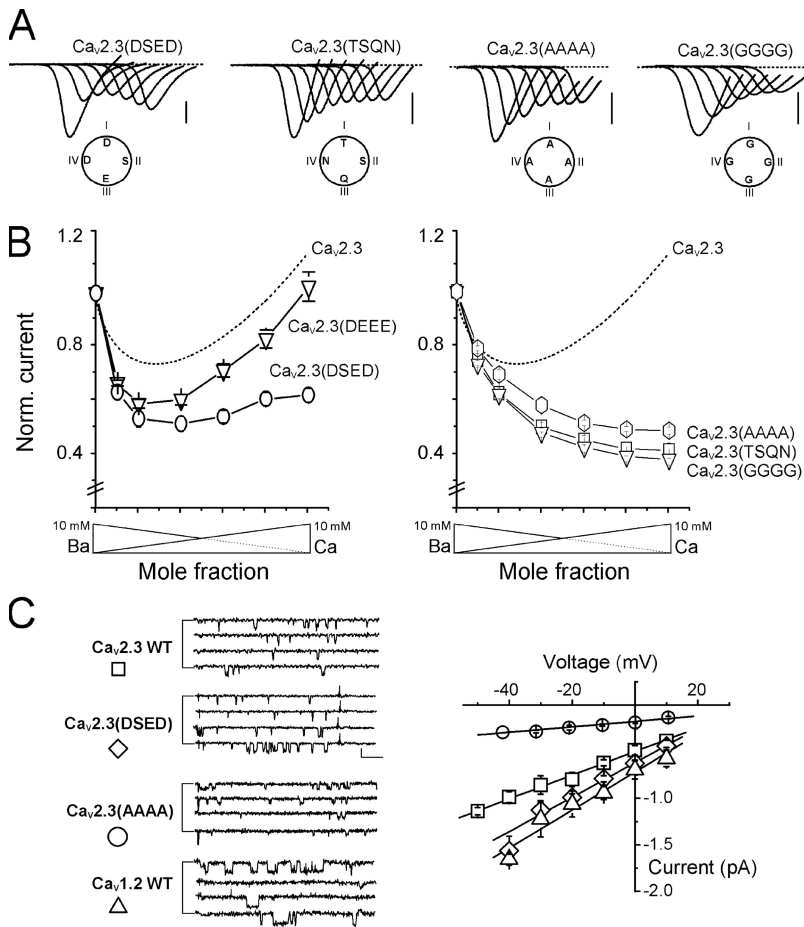 A
Cav2.3(DSED)
Cav2.3(TSQN)
Cav2.3(AAAA)
Cav2.3(GGGG)
I
D
IV D S II
E
III
I
T
IV N S II
Q
III
I
A
IV A A II
A
III
I
G
IV G G II
G
III
B
1.2
0.8
0.4
Norm. current
Cav2.3
Cav2.3(DEEE)
Cav2.3(DSED)
10 mM
10 mM
Ba
Ca
Mole fraction
1.2
0.8
0.4
Cav2.3
Cav2.3(AAAA)
Cav2.3(TSQN)
Cav2.3(GGGG)
10 mM
10 mM
Ba
Ca
Mole fraction
C
Cav2.3 WT
Cav2.3(DSED)
Cav2.3(AAAA)
Cav1.2 WT
Voltage (mV)
-40 -20 0 20
-1.0
-1.5
-2.0
Current (pA)